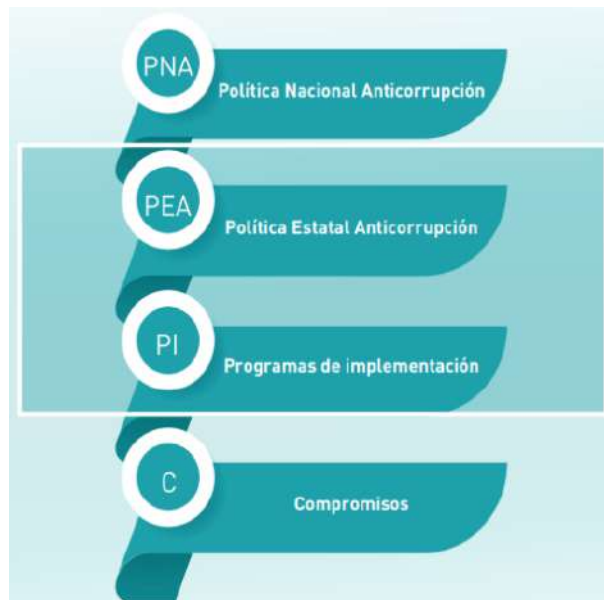 PNA
Política Nacional Anticorrupción
PEA
Política Estatal Anticorrupción
PI
Programas de implementación
C
Compromisos